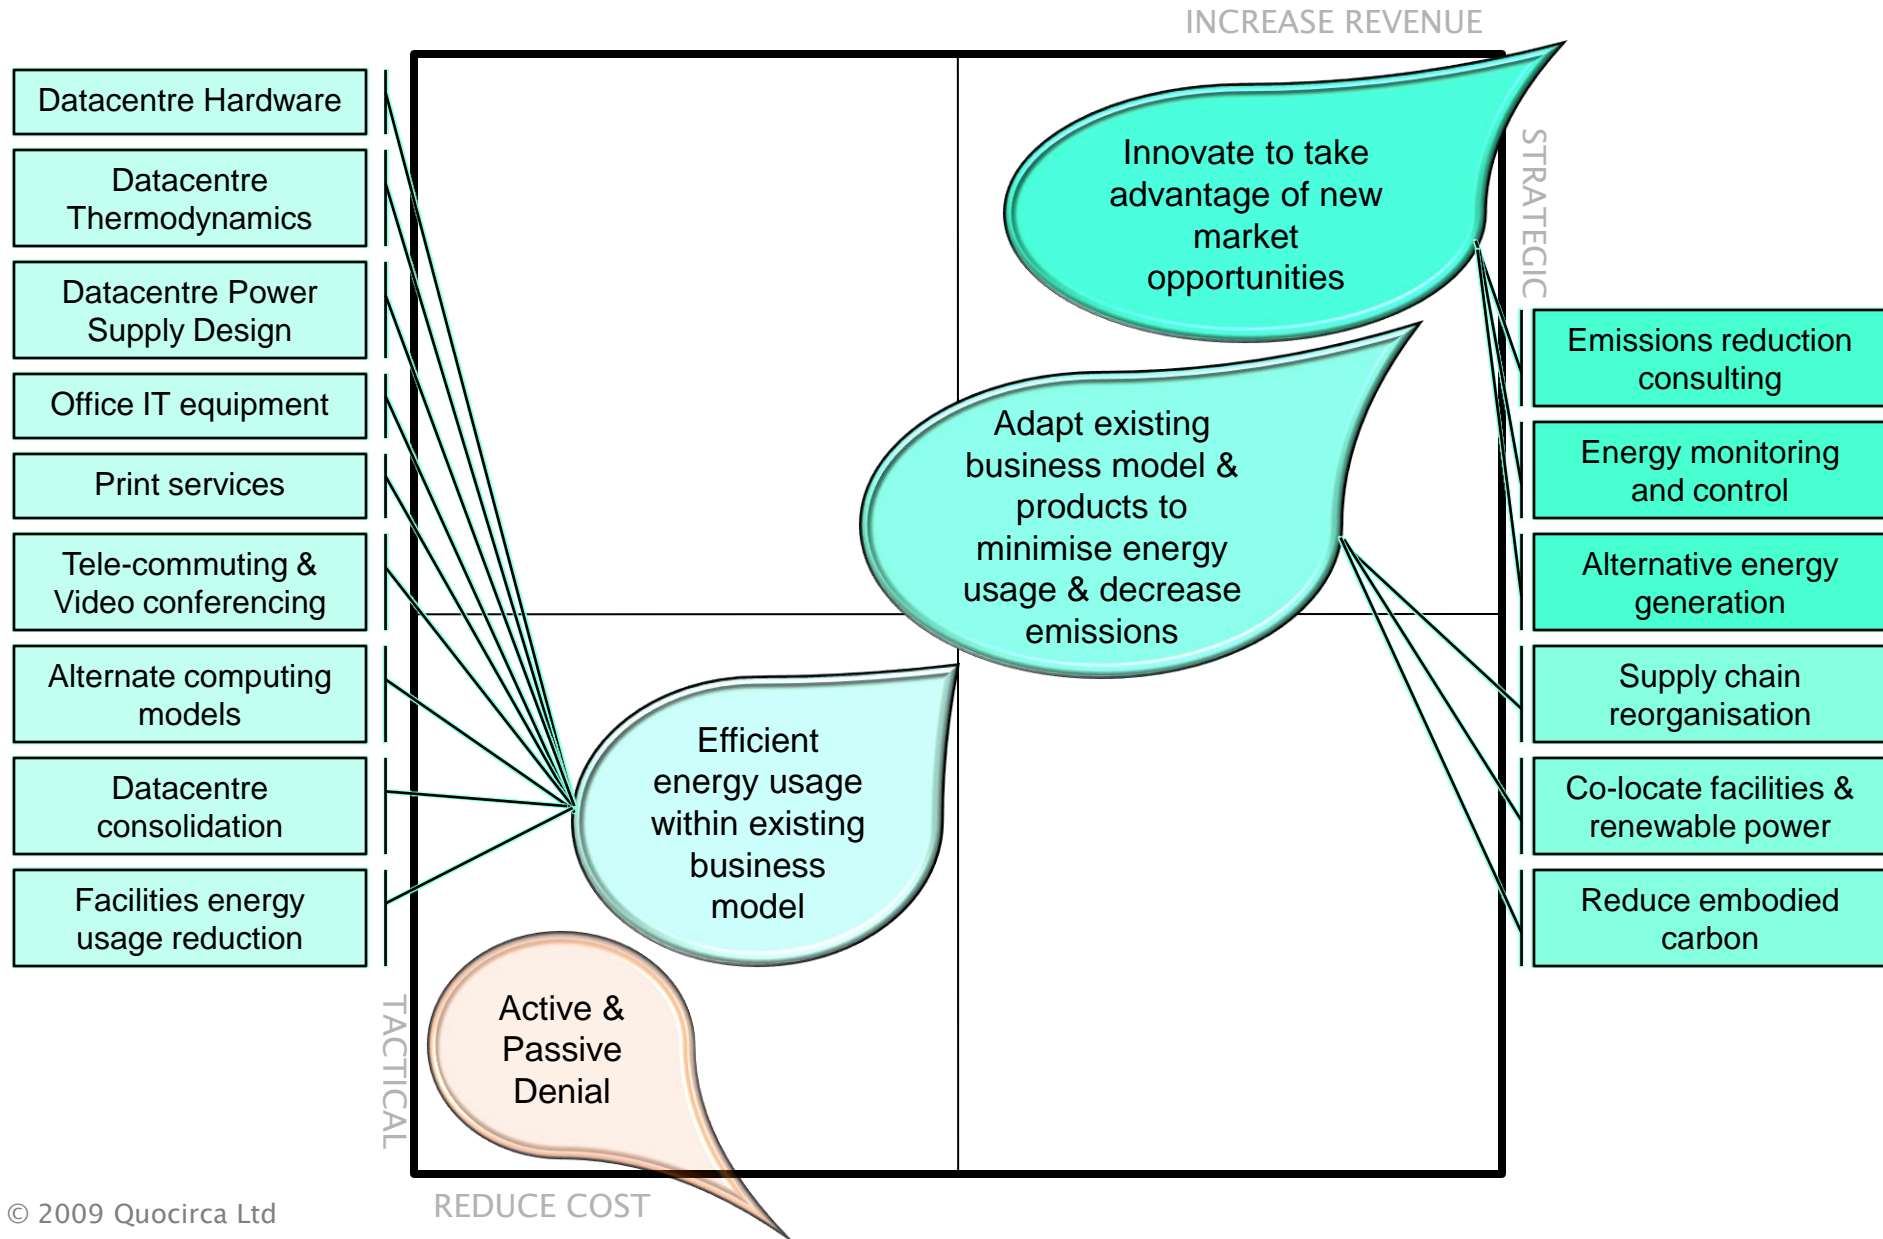 INCREASE REVENUE
Datacentre Hardware
Datacentre
Thermodynamics
Datacentre Power
Supply Design
Office IT equipment
Print services
Tele-commuting &
Video conferencing
Alternate computing
models
Datacentre
consolidation
Facilities energy
usage reduction
TACTICAL
Innovate to take
advantage of new
market
opportunities
Adapt existing
business model &
products to
minimise energy
usage & decrease
emissions
Efficient
energy usage
within existing
business
model
Active &
Passive
Denial
STRATEGIC
Emissions reduction
consulting
Energy monitoring
and control
Alternative energy
generation
Supply chain
reorganisation
Co-locate facilities &
renewable power
Reduce embodied
carbon
REDUCE COST
© 2009 Quocirca Ltd